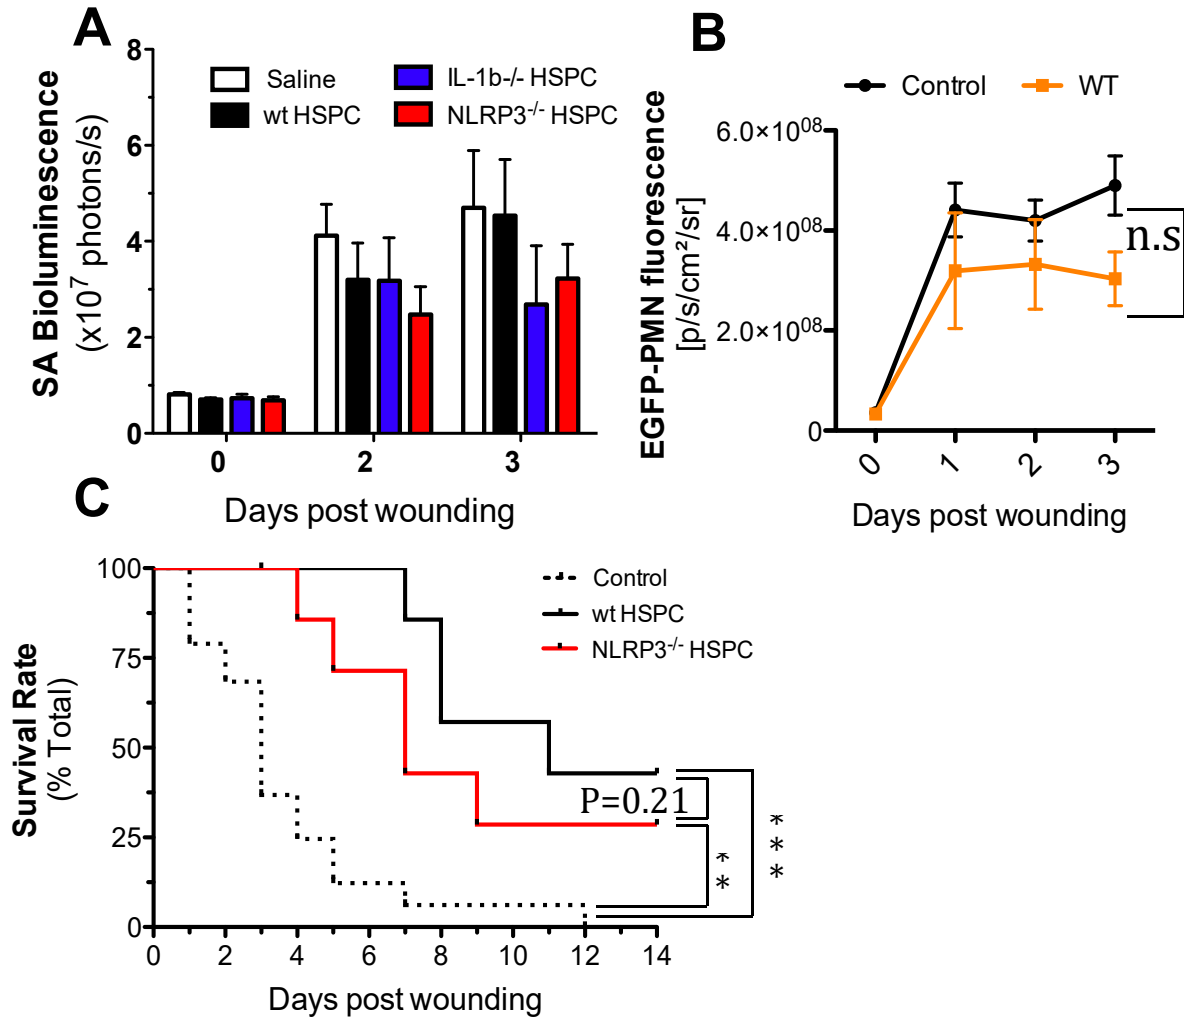 A
SA Bioluminescence
(x10⁷ photons/s)
8
6
4
2
0
Saline
wt HSPC
IL-1b-/- HSPC
NLRP3⁻/⁻ HSPC
0 2 3
Days post wounding
B
Control WT
EGFP-PMN fluorescence
[p/s/cm²/sr]
6.0×10⁰⁸
4.0×10⁰⁸
2.0×10⁰⁸
0
n.s
0 1 2 3
Days post wounding
C
Survival Rate
(% Total)
100
75
50
25
0
Control
wt HSPC
NLRP3⁻/⁻ HSPC
P=0.21
**
***
0 2 4 6 8 10 12 14
Days post wounding